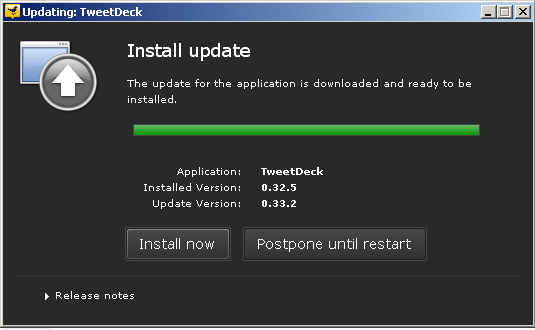 Updating: TweetDeck
Install update
The update for the application is downloaded and ready to be
installed.
Application: TweetDeck
Installed Version: 0.32.5
Update Version: 0.33.2
Install now Postpone until restart
Release notes